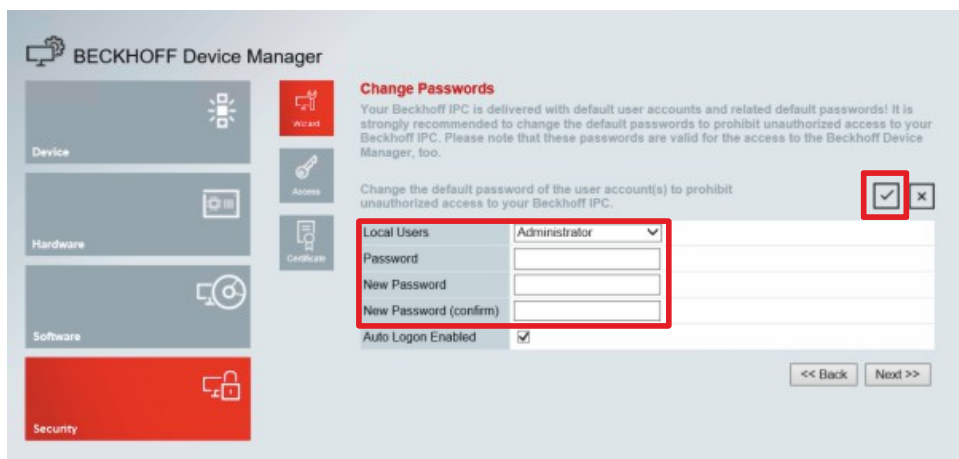 BECKHOFF Device Manager
Device
Hardware
Software
Security
Wizard
Access
Certificate
Change Passwords
Your Beckhoff IPC is delivered with default user accounts and related! default passwords! It is
strongly recommended to change the default passwords to prohibit unauthorized access to your
Beckhoff IPC. Please note that these passwords are valid for the access to the Beckhoff Device
Manager, too.
Change the default password of the user account(s) to prohibit
unauthorized access to your Beckhoff IPC.
Local Users Administrator
Password
New Password
New Password (confirm)
Auto Logon Enabled
<< Back Next >>